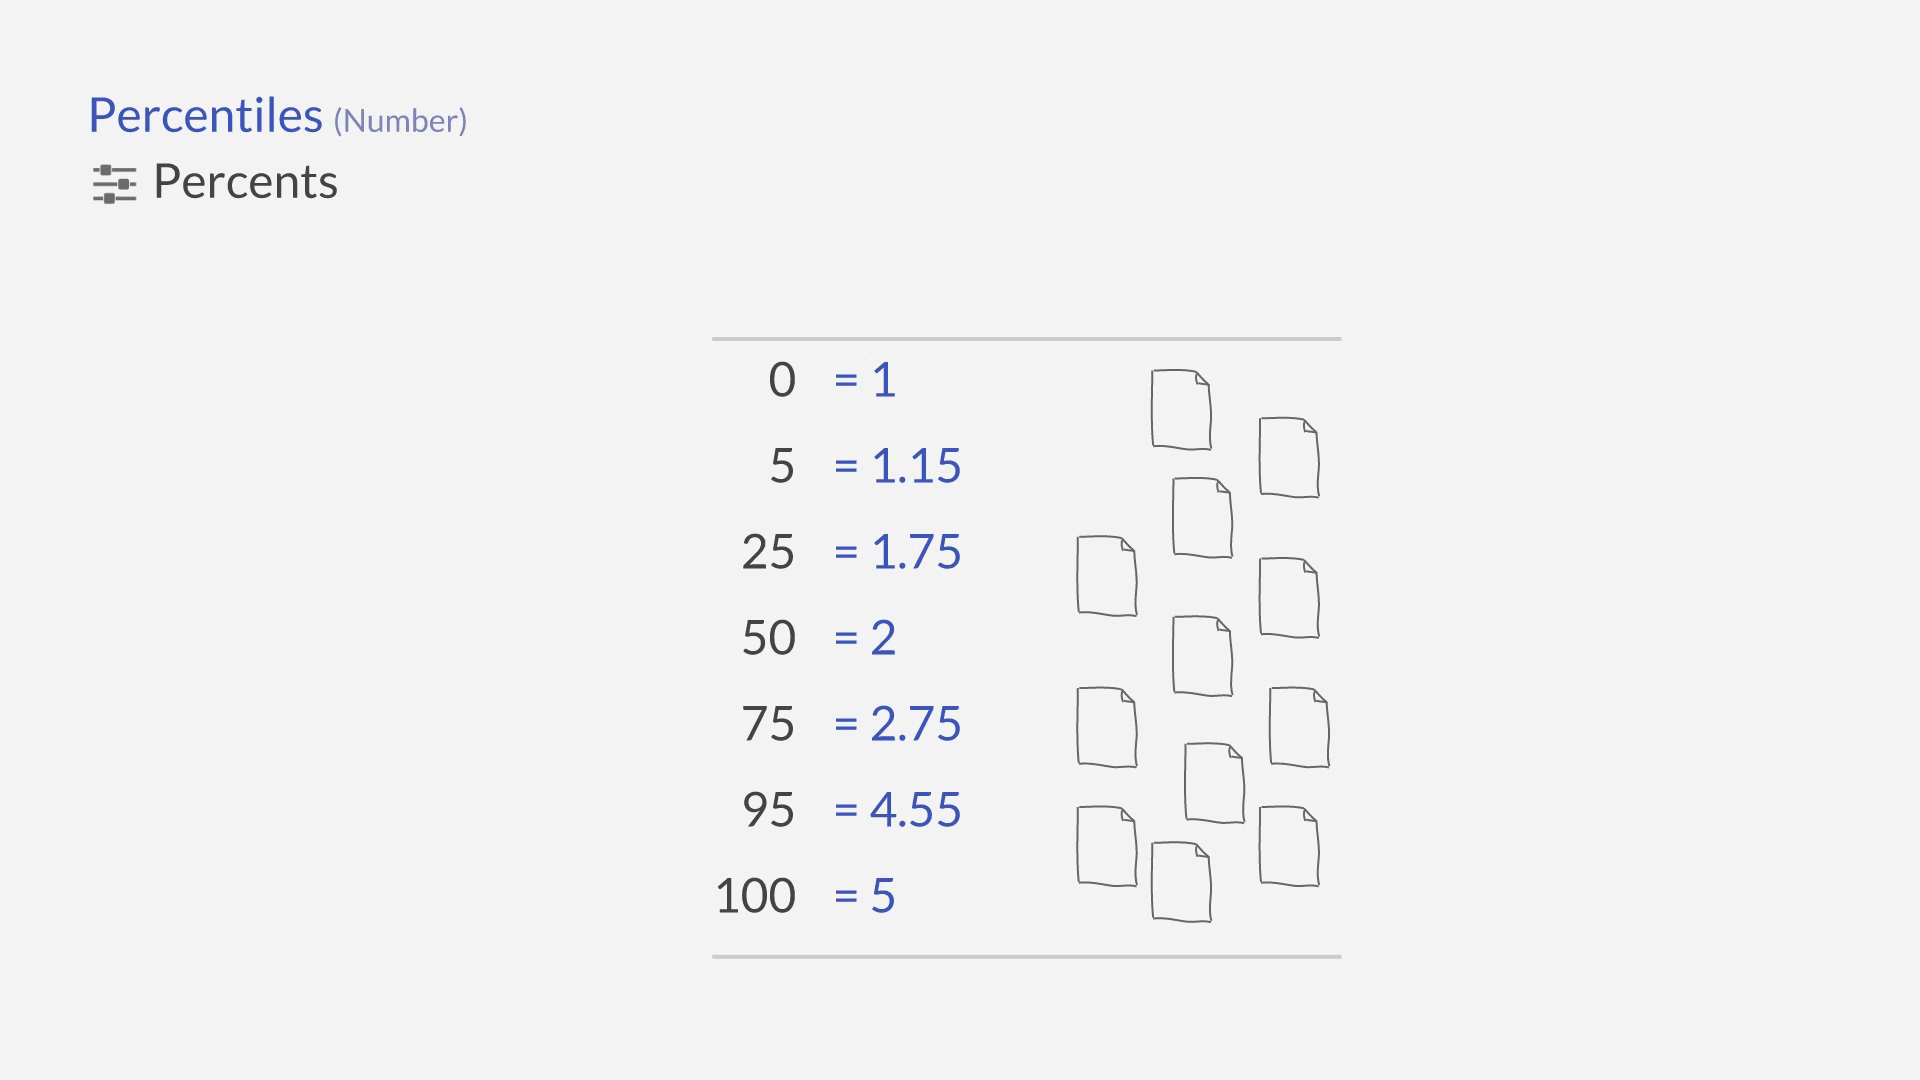 Percentiles (Number)
Percents
0 = 1
5 = 1.15
25 = 1.75
50 = 2
75 = 2.75
95 = 4.55
100 = 5